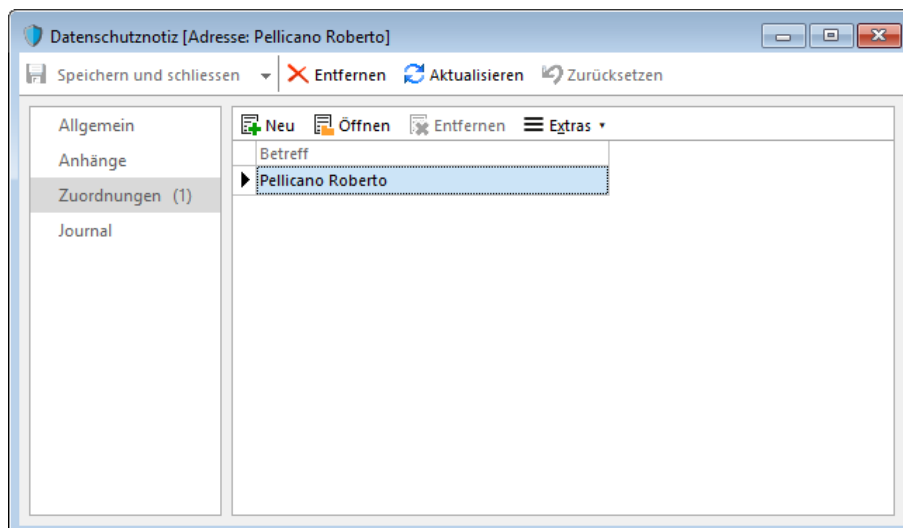 Datenschutznotiz [Adresse: Pellicano Roberto]
Speichern und schliessen Entfernen Aktualisieren Zurücksetzen
Allgemein
Anhänge
Zuordnungen (1)
Journal
Neu Öffnen Entfernen Extras
Betreff
Pellicano Roberto